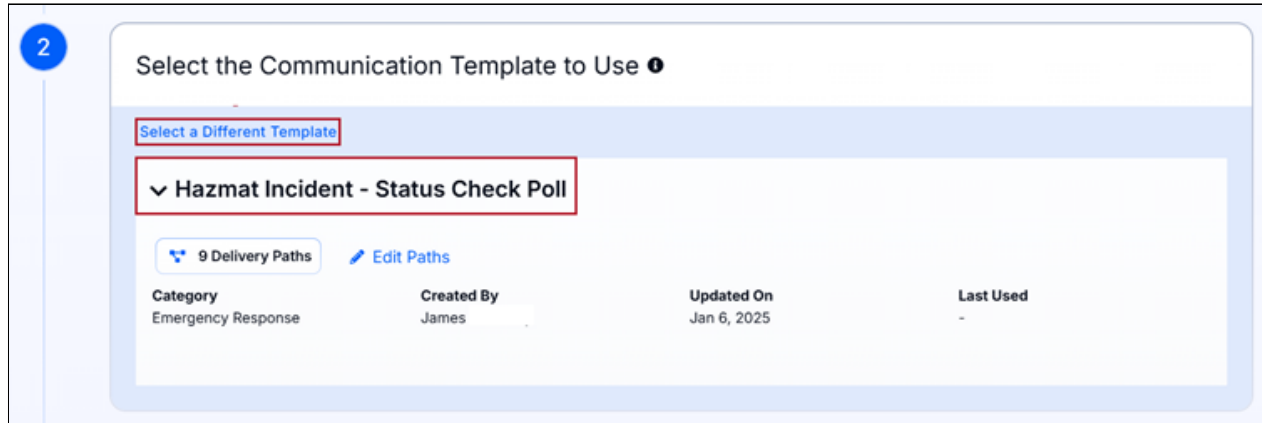 2
Select the Communication Template to Use
Select a Different Template
Hazmat Incident - Status Check Poll
9 Delivery Paths Edit Paths
Category Created By Updated On Last Used
Emergency Response James Jan 6, 2025 -